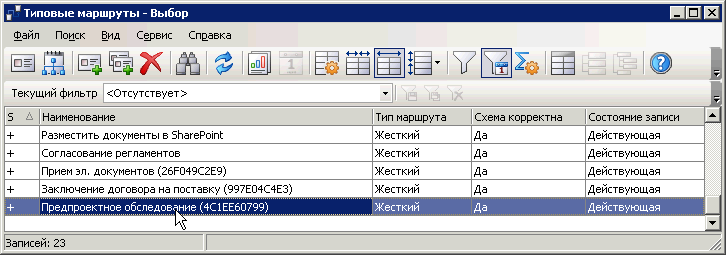 Типовые маршруты - Выбор
Файл Поиск Вид Сервис Справка
Текущий фильтр <Отсутствует>
S Наименование Тип маршрута Схема корректна Состояние записи
+ Разместить документы в SharePoint Жесткий Да Действующая
+ Согласование регламентов Жесткий Да Действующая
+ Прием эл. документов (26F049C2E9) Жесткий Да Действующая
+ Заключение договора на поставку (997E04C4E3) Жесткий Да Действующая
+ Предпроектное обследование (4C1EE60799) Жесткий Да Действующая
Записей: 23